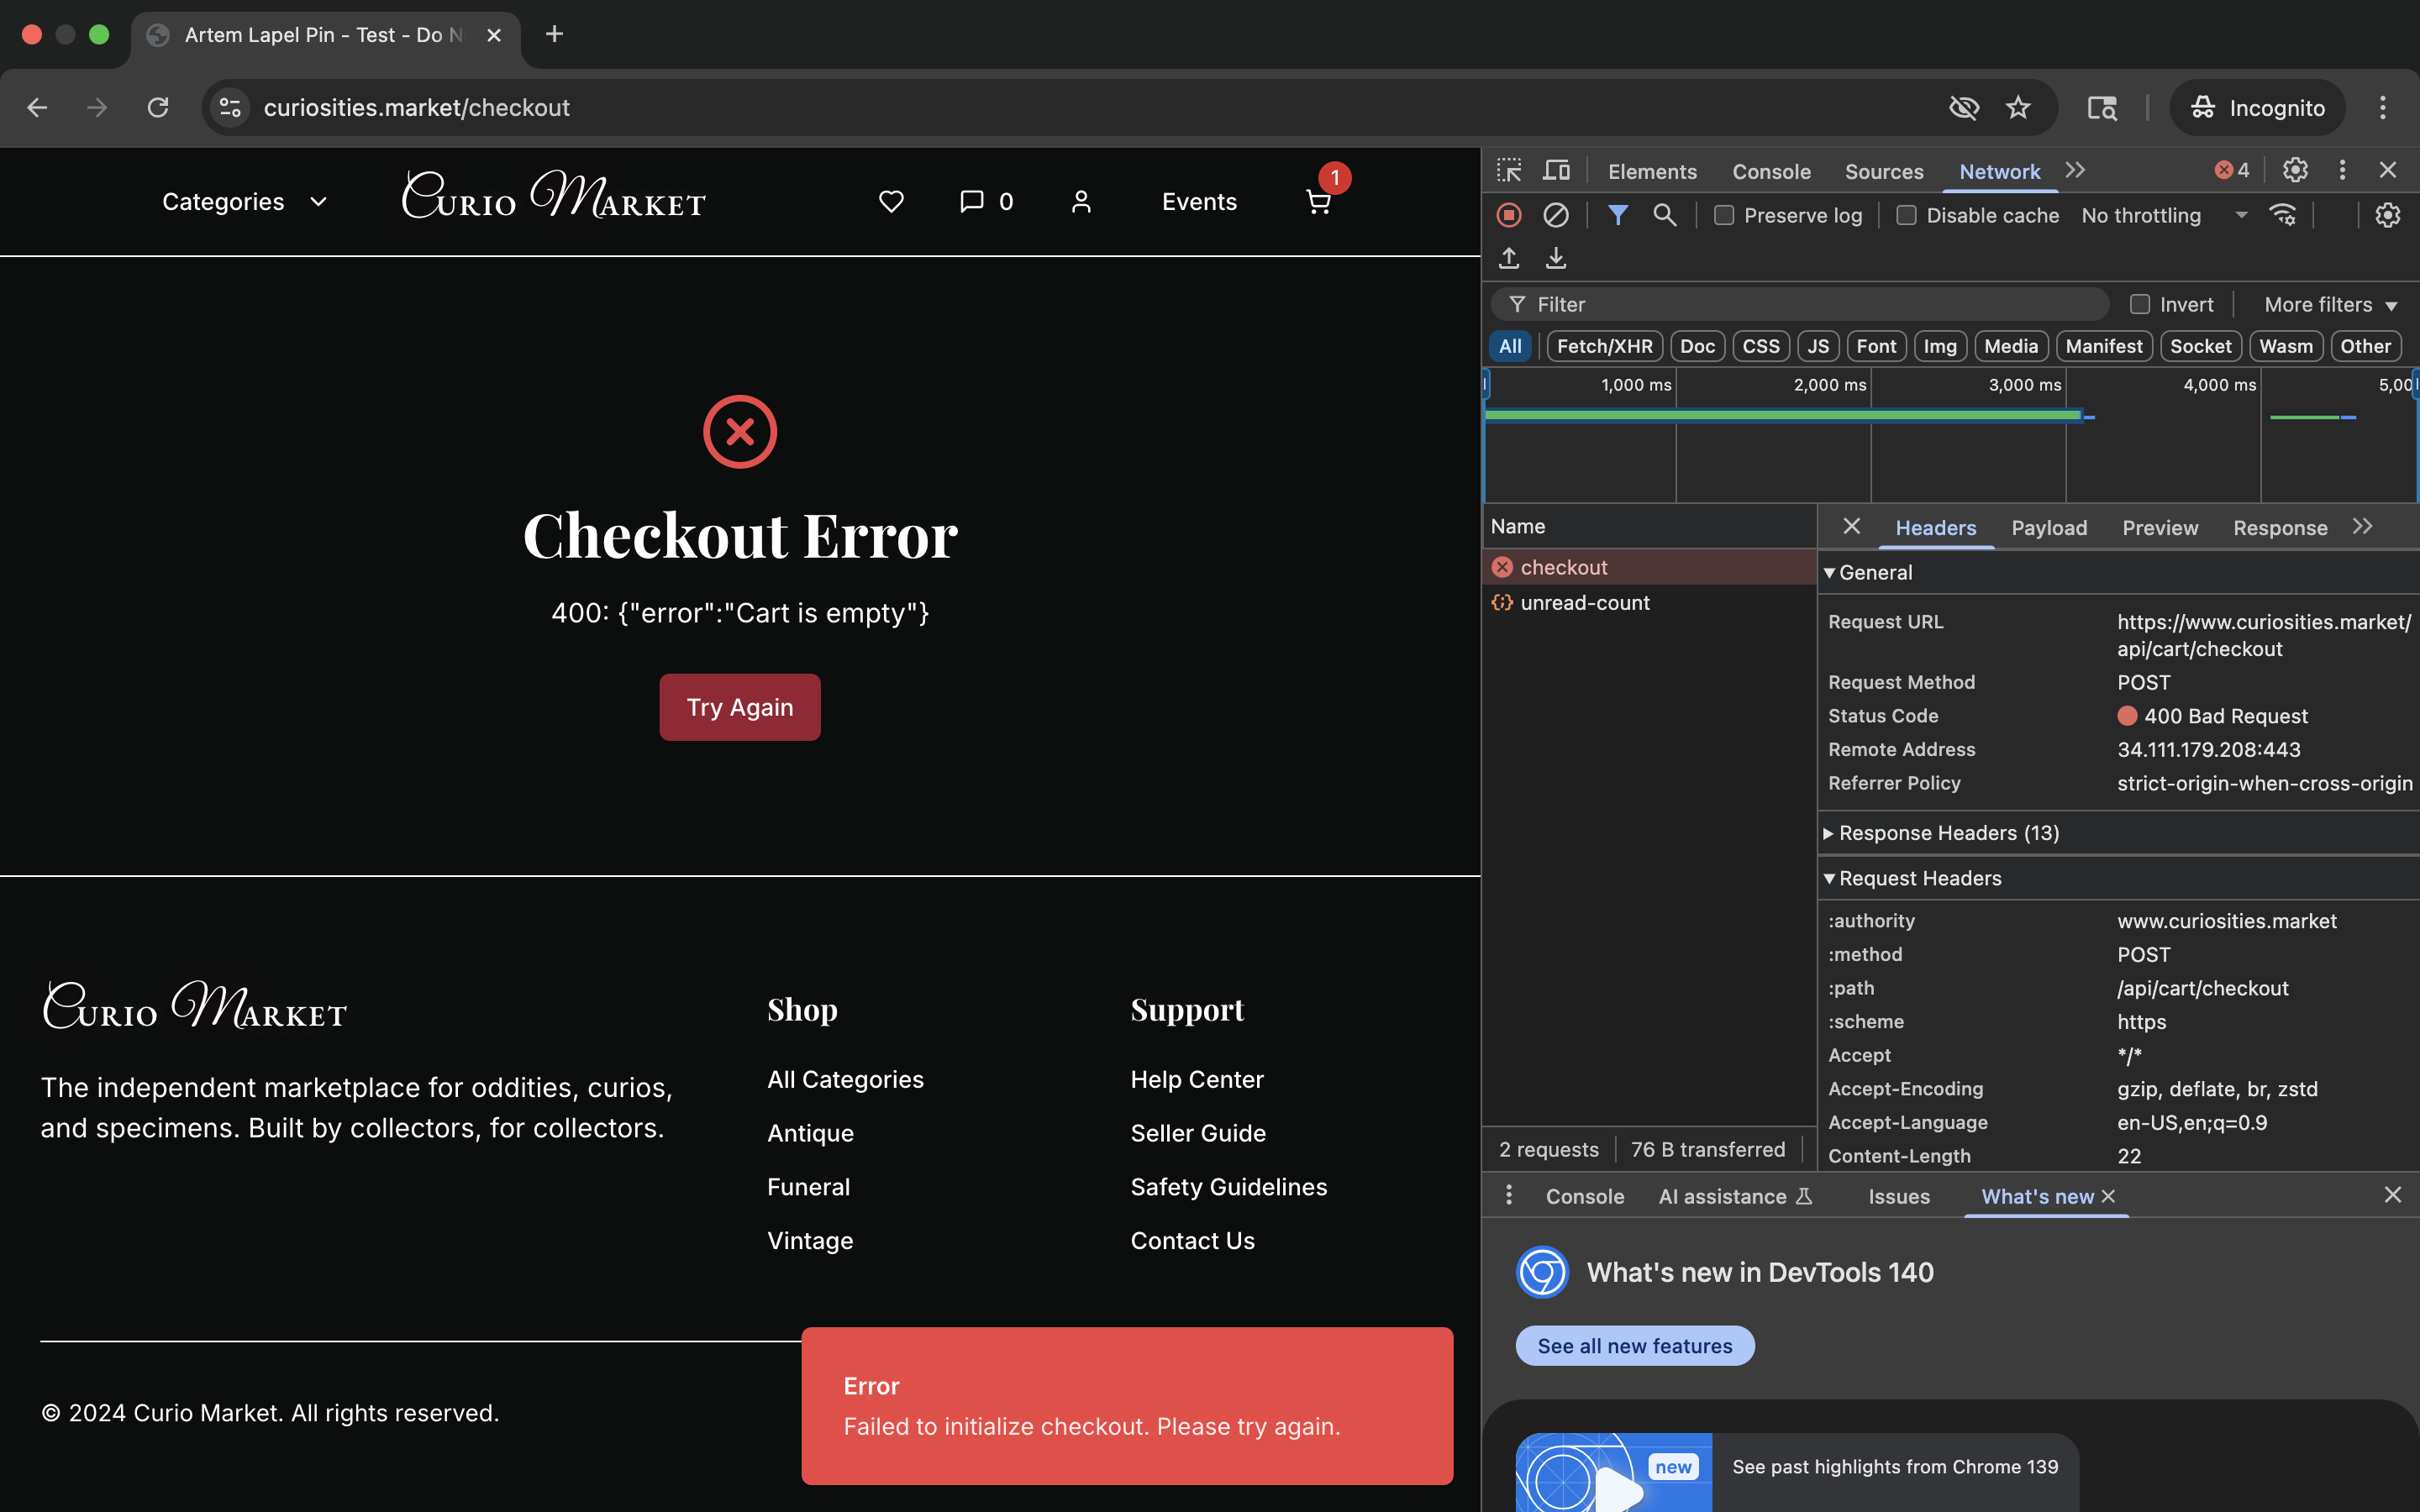 Artem Lapel Pin - Test - Do N
curiosities.market/checkout
Incognito
Categories
Curio Market
0
Events
1
Checkout Error
400: {"error":"Cart is empty"}
Try Again
Curio Market
The independent marketplace for oddities, curios,
and specimens. Built by collectors, for collectors.
Shop
All Categories
Antique
Funeral
Vintage
Support
Help Center
Seller Guide
Safety Guidelines
Contact Us
© 2024 Curio Market. All rights reserved.
Error
Failed to initialize checkout. Please try again.
Elements Console Sources Network 4
Preserve log Disable cache No throttling
Filter Invert More filters
All Fetch/XHR Doc CSS JS Font Img Media Manifest Socket Wasm Other
1,000 ms 2,000 ms 3,000 ms 4,000 ms 5,00
Name
checkout
unread-count
2 requests 76 B transferred
Headers Payload Preview Response
General
Request URL https://www.curiosities.market/
api/cart/checkout
Request Method POST
Status Code 400 Bad Request
Remote Address 34.111.179.208:443
Referrer Policy strict-origin-when-cross-origin
Response Headers (13)
Request Headers
:authority www.curiosities.market
:method POST
:path /api/cart/checkout
:scheme https
Accept */*
Accept-Encoding gzip, deflate, br, zstd
Accept-Language en-US,en;q=0.9
Content-Length 22
Console AI assistance Issues What's new
What's new in DevTools 140
See all new features
new
See past highlights from Chrome 139